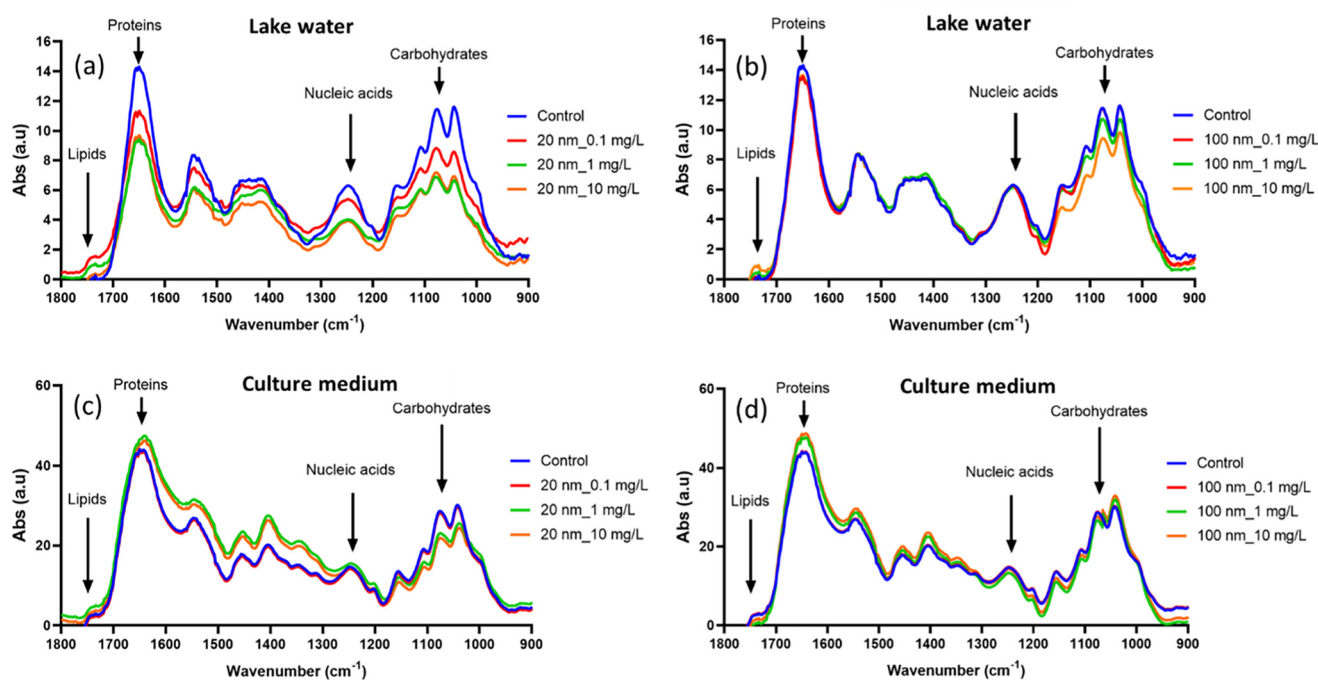 Lake water
Proteins
(a)
Carbohydrates
Nucleic acids
Lipids
Abs (a.u)
16
14
12
10
8
6
4
2
0
1800 1700 1600 1500 1400 1300 1200 1100 1000 900
Wavenumber (cm⁻¹)
Control
20 nm_0.1 mg/L
20 nm_1 mg/L
20 nm_10 mg/L
Lake water
Proteins
(b)
Carbohydrates
Nucleic acids
Lipids
Abs (a.u)
16
14
12
10
8
6
4
2
0
1800 1700 1600 1500 1400 1300 1200 1100 1000 900
Wavenumber (cm⁻¹)
Control
100 nm_0.1 mg/L
100 nm_1 mg/L
100 nm_10 mg/L
Culture medium
Proteins
(c)
Carbohydrates
Nucleic acids
Lipids
Abs (a.u)
60
40
20
0
1800 1700 1600 1500 1400 1300 1200 1100 1000 900
Wavenumber (cm⁻¹)
Control
20 nm_0.1 mg/L
20 nm_1 mg/L
20 nm_10 mg/L
Culture medium
Proteins
(d)
Carbohydrates
Nucleic acids
Lipids
Abs (a.u)
60
40
20
0
1800 1700 1600 1500 1400 1300 1200 1100 1000 900
Wavenumber (cm⁻¹)
Control
100 nm_0.1 mg/L
100 nm_1 mg/L
100 nm_10 mg/L